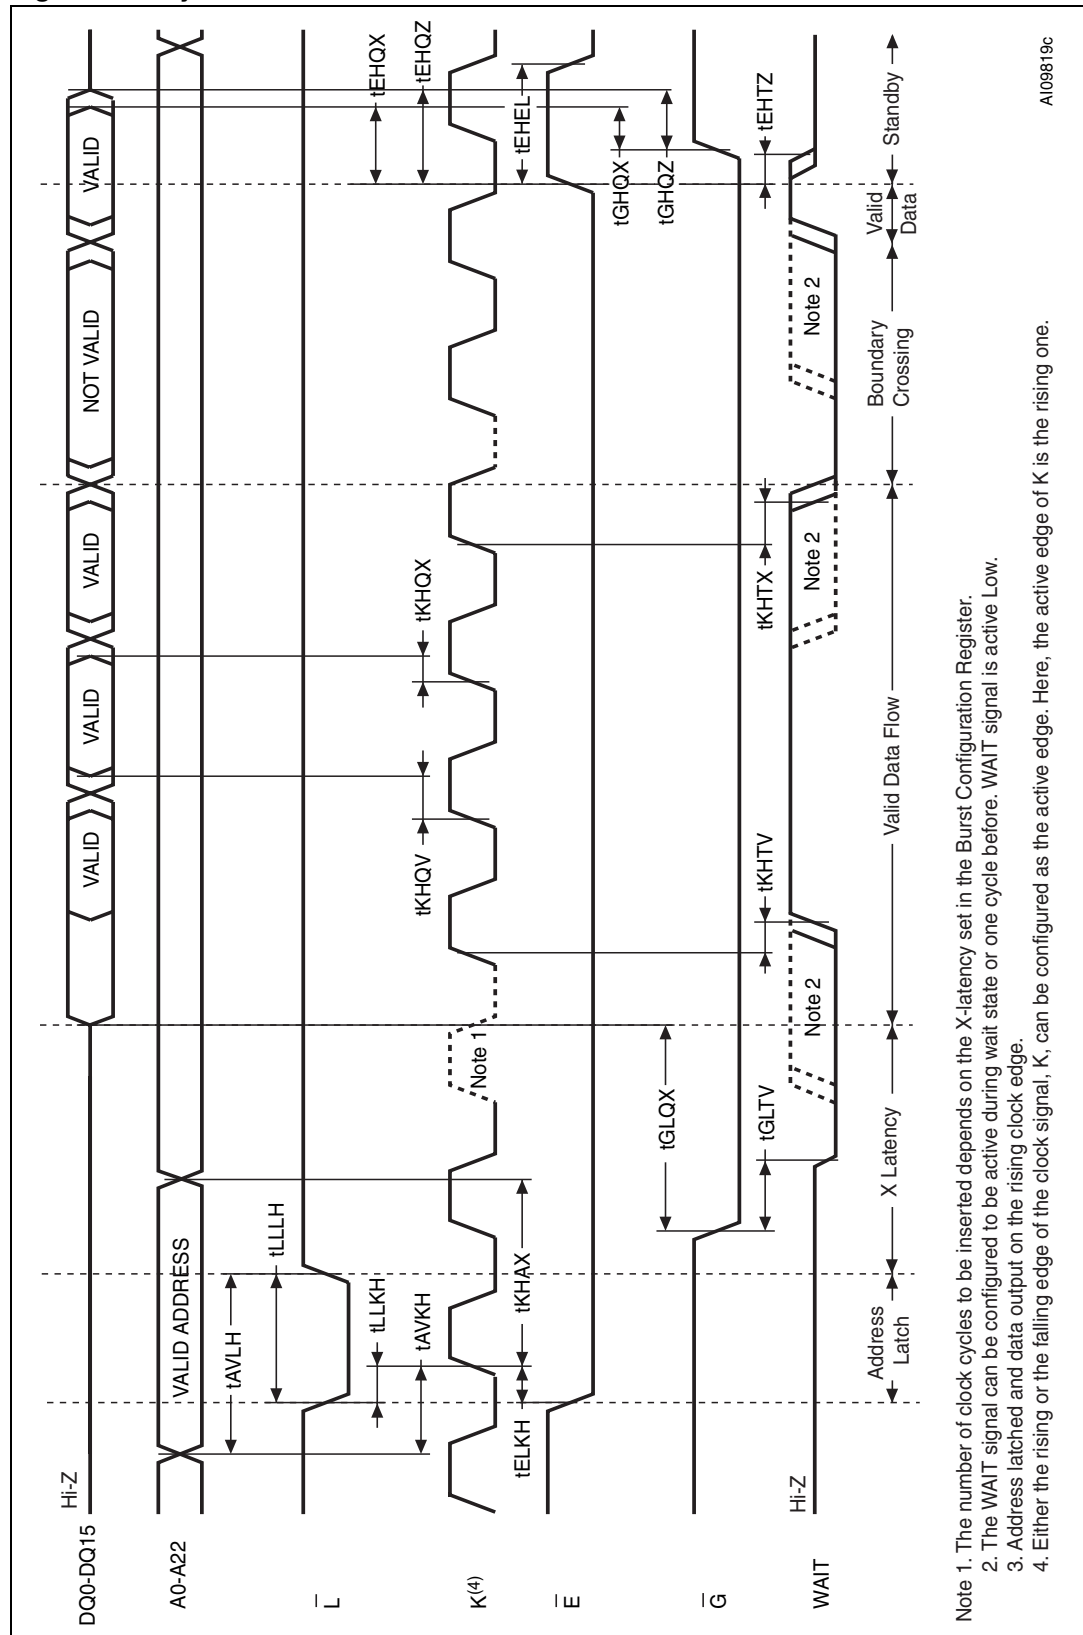 DQ0-DQ15
Hi-Z
VALID
VALID
VALID
NOT VALID
VALID
A0-A22
VALID ADDRESS
tAVLH
L
tLLLH
tLLKH
tAVKH
tKHQV
tKHQX
tEHQX
tEHQZ
K(4)
Note 1
tELKH
tKHAX
tEHEL
E
tGLQX
tGHQX
tGHQZ
G
tGLTV
tKHTV
tKHTX
tEHTZ
WAIT
Hi-Z
Note 2
Note 2
Note 2
Address
Latch
X Latency
Valid Data Flow
Boundary
Crossing
Valid
Data
Standby
Note 1. The number of clock cycles to be inserted depends on the X-latency set in the Burst Configuration Register.
2. The WAIT signal can be configured to be active during wait state or one cycle before. WAIT signal is active Low.
3. Address latched and data output on the rising clock edge.
4. Either the rising or the falling edge of the clock signal, K, can be configured as the active edge. Here, the active edge of K is the rising one.
AI09819c